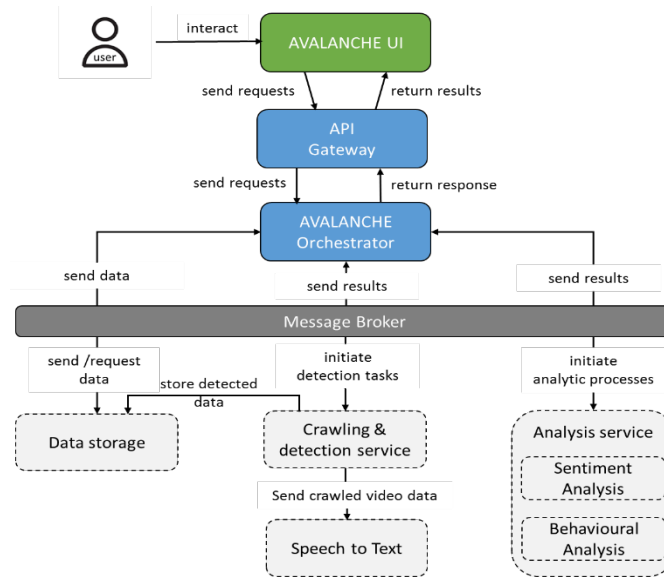 user
interact
AVALANCHE UI
send requests
return results
API
Gateway
send requests
return response
AVALANCHE
Orchestrator
send data
send results
send results
Message Broker
send /request
data
initiate
detection tasks
initiate
analytic processes
store detected
data
Data storage
Crawling &
detection service
Analysis service
Sentiment
Analysis
Send crawled video data
Speech to Text
Behavioural
Analysis